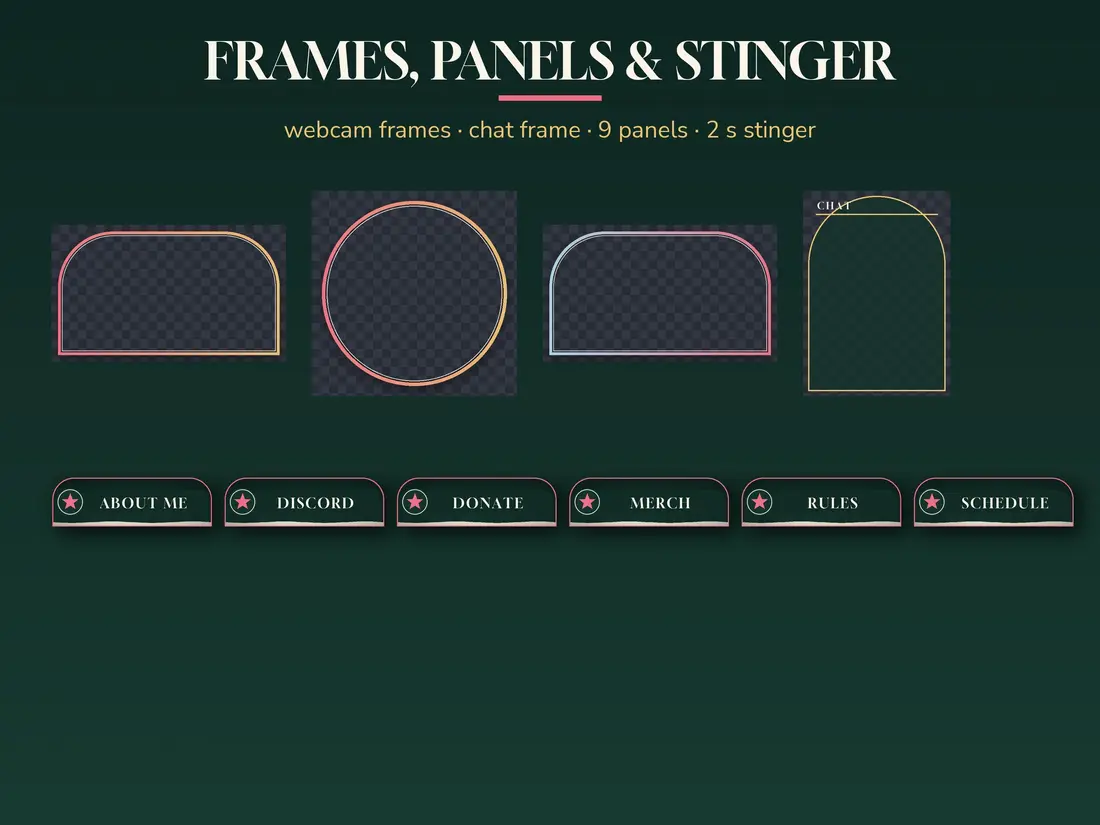 FRAMES, PANELS & STINGER
webcam frames · chat frame · 9 panels · 2 s stinger
CHAT
ABOUT ME
DISCORD
DONATE
MERCH
RULES
SCHEDULE